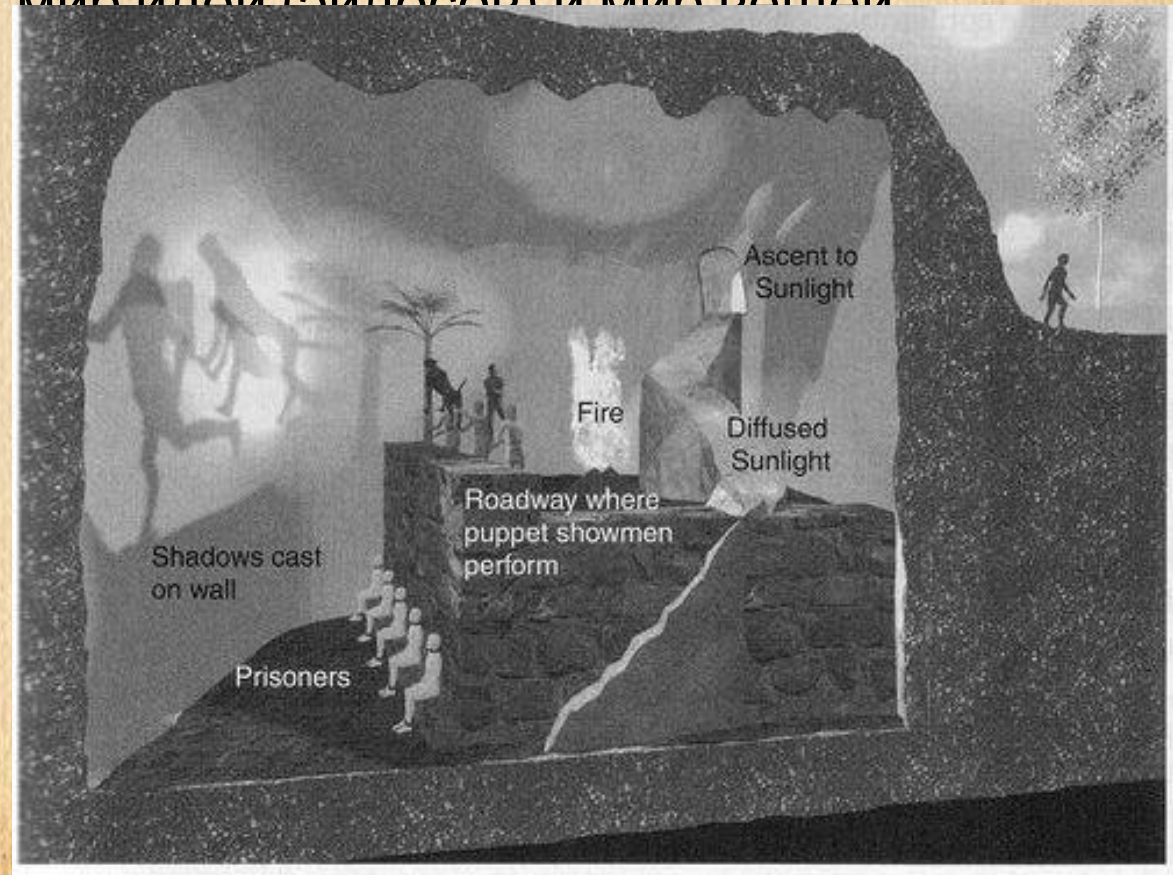 Ascent to
Sunlight
Fire
Diffused
Sunlight
Roadway where
puppet showmen
perform
Shadows cast
on wall
Prisoners